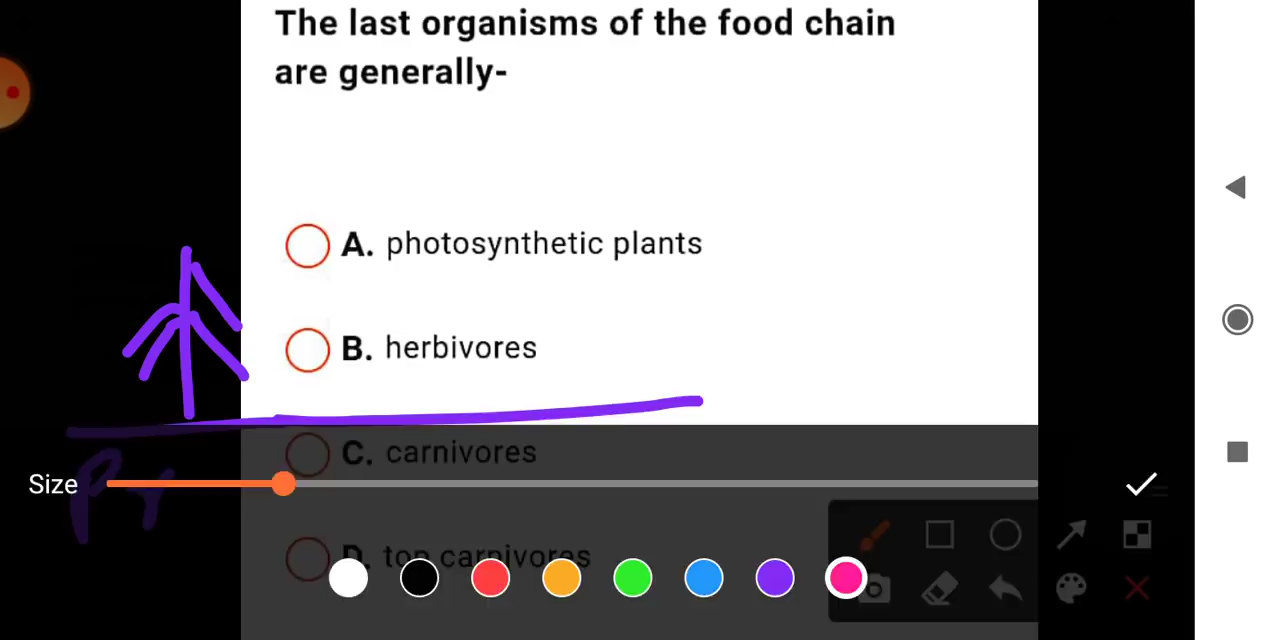 The last organisms of the food chain
are generally-
A. photosynthetic plants
B. herbivores
C. carnivores
Size
D. top carnivores